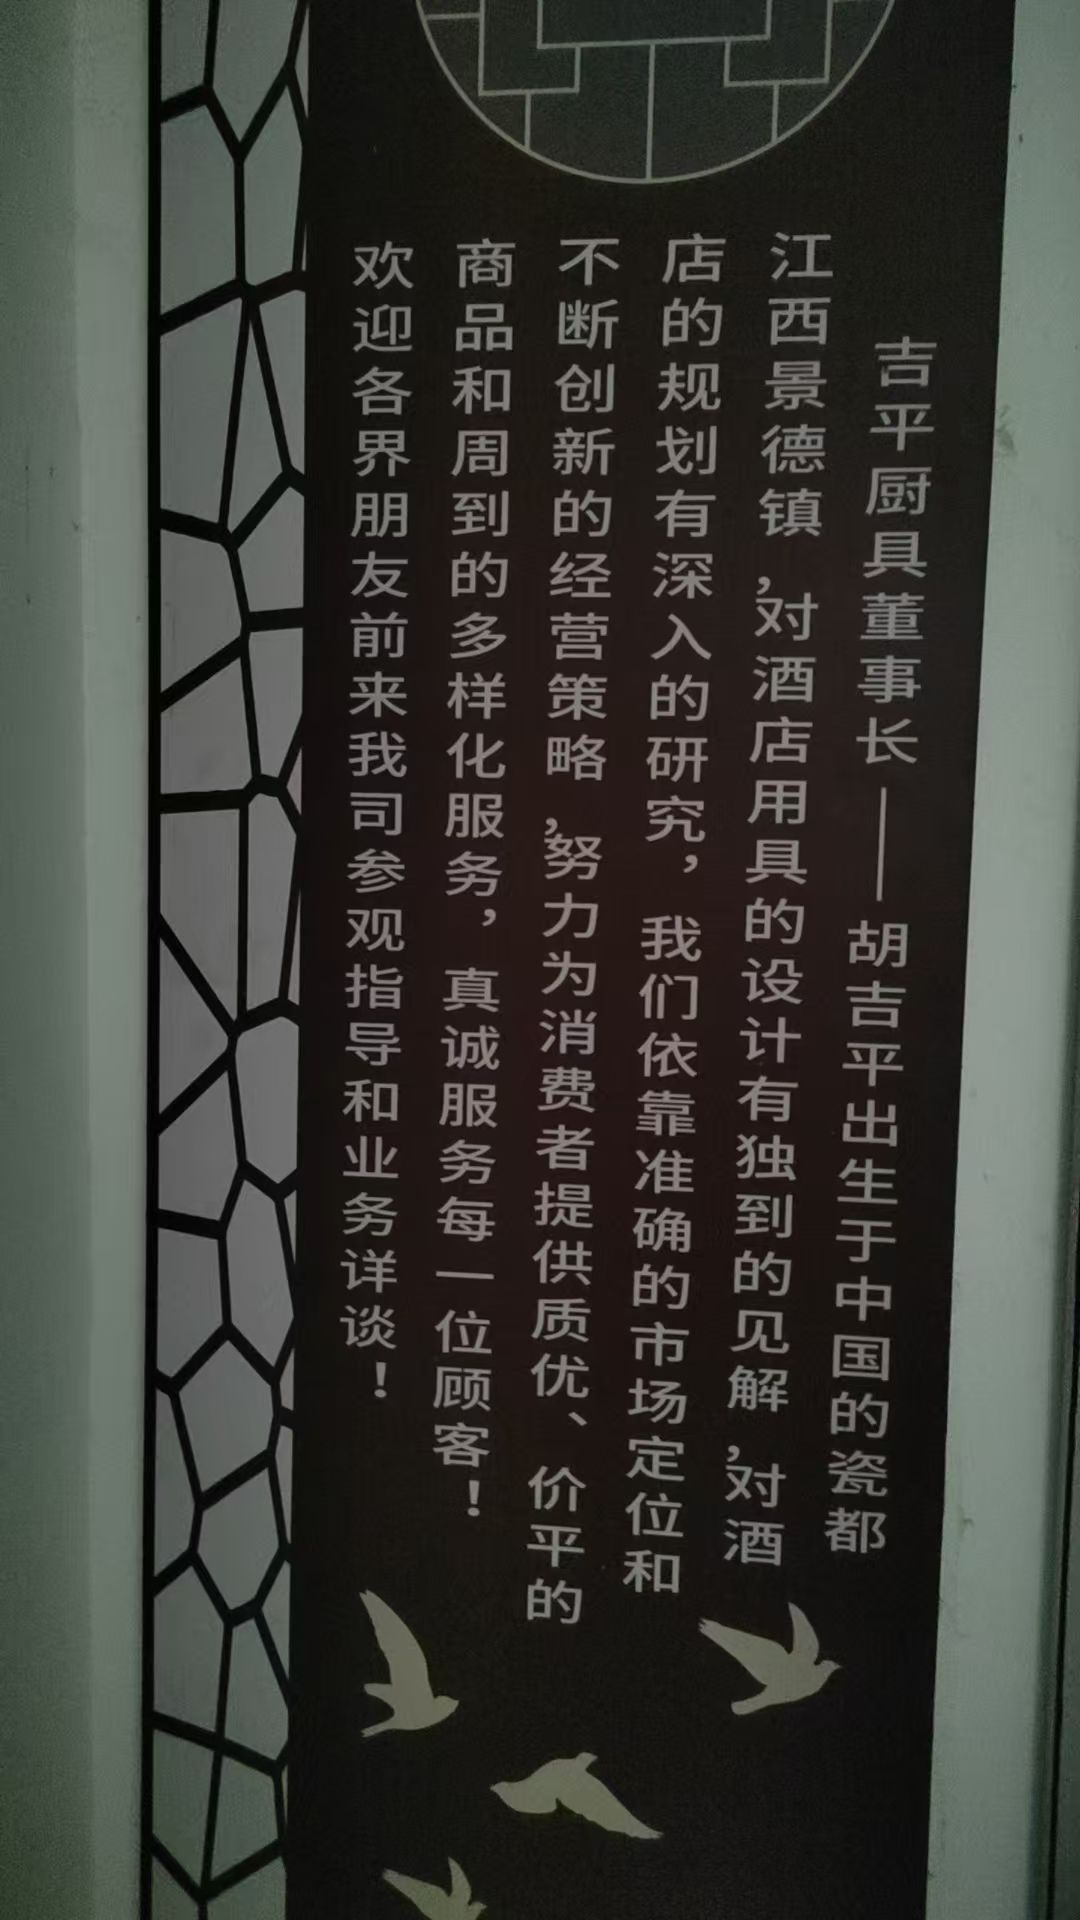 吉平厨具董事长——胡吉平出生于中国的瓷都
江西景德镇,对酒店用具的设计有独到的见解,对酒
店的规划有深入的研究，我们依靠准确的市场定位和
不断创新的经营策略,努力为消费者提供质优、价平的
商品和周到的多样化服务，真诚服务每一位顾客！
欢迎各界朋友前来我司参观指导和业务详谈！